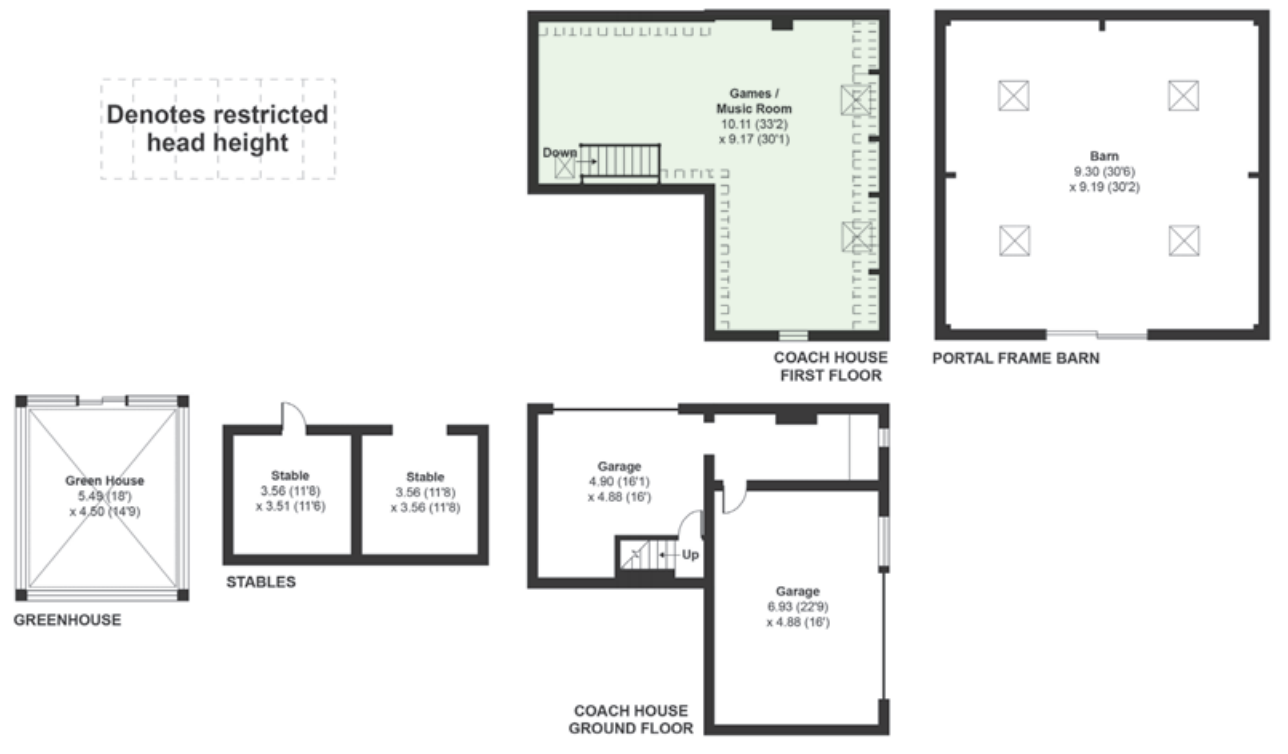 Denotes restricted
head height
Games /
Music Room
10.11 (33'2)
x 9.17 (30'1)
Down
COACH HOUSE
FIRST FLOOR
Barn
9.30 (30'6)
x 9.19 (30'2)
PORTAL FRAME BARN
Green House
5.49 (18')
x 4.50 (14'9)
GREENHOUSE
Stable
3.56 (11'8)
x 3.51 (11'6)
Stable
3.56 (11'8)
x 3.56 (11'8)
STABLES
Garage
4.90 (16'1)
x 4.88 (16')
Up
Garage
6.93 (22'9)
x 4.88 (16')
COACH HOUSE
GROUND FLOOR